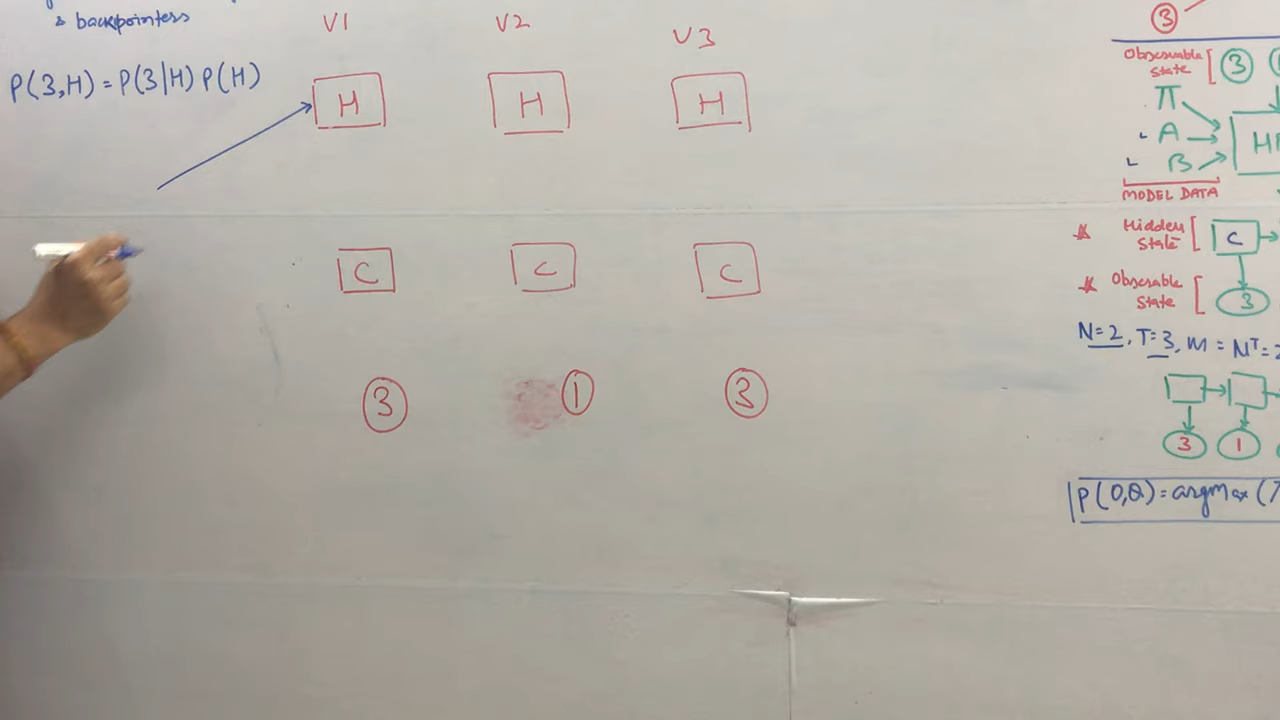 & backpointers
P(3,H) = P(3|H) P(H)
V1 V2 V3
H H H
C C C
3 1 3
3
Observable
State [ 3
π
A
B
MODEL DATA
Hidden
State [ C
Observable
State [ 3
N=2, T=3, M = N^T = 2
3 1
P(O,Q) = argmax (